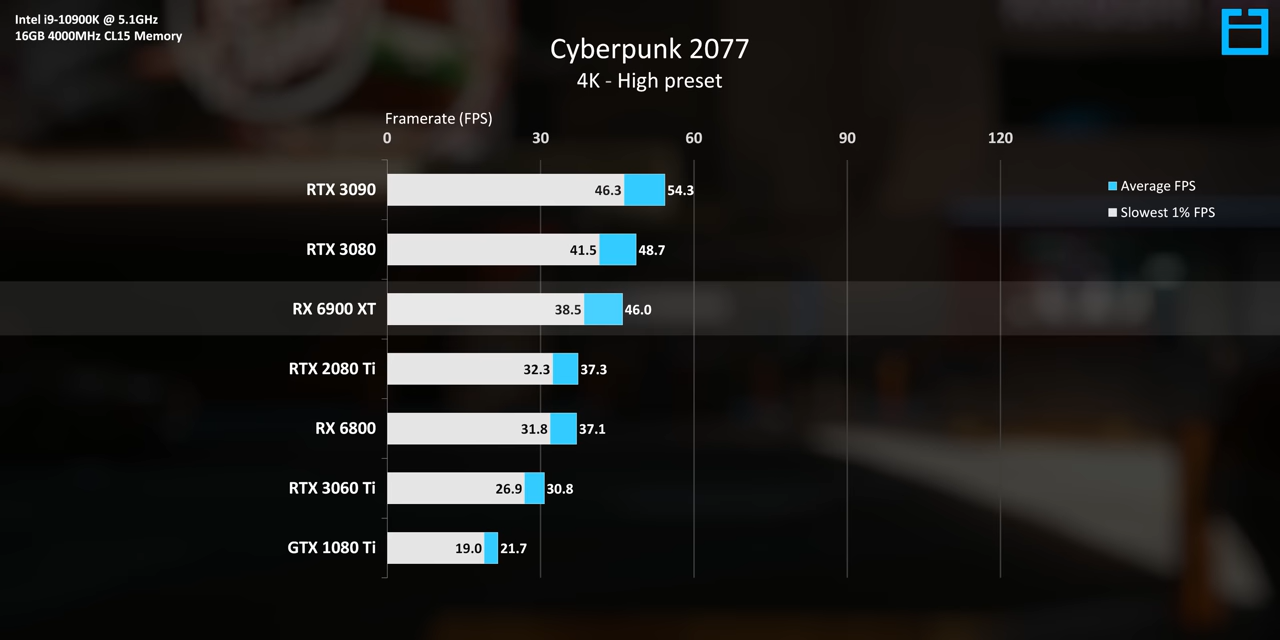 Intel i9-10900K @ 5.1GHz
16GB 4000MHz CL15 Memory
Cyberpunk 2077
4K - High preset
Framerate (FPS)
0 30 60 90 120
Average FPS
Slowest 1% FPS
RTX 3090 46.3 54.3
RTX 3080 41.5 48.7
RX 6900 XT 38.5 46.0
RTX 2080 Ti 32.3 37.3
RX 6800 31.8 37.1
RTX 3060 Ti 26.9 30.8
GTX 1080 Ti 19.0 21.7